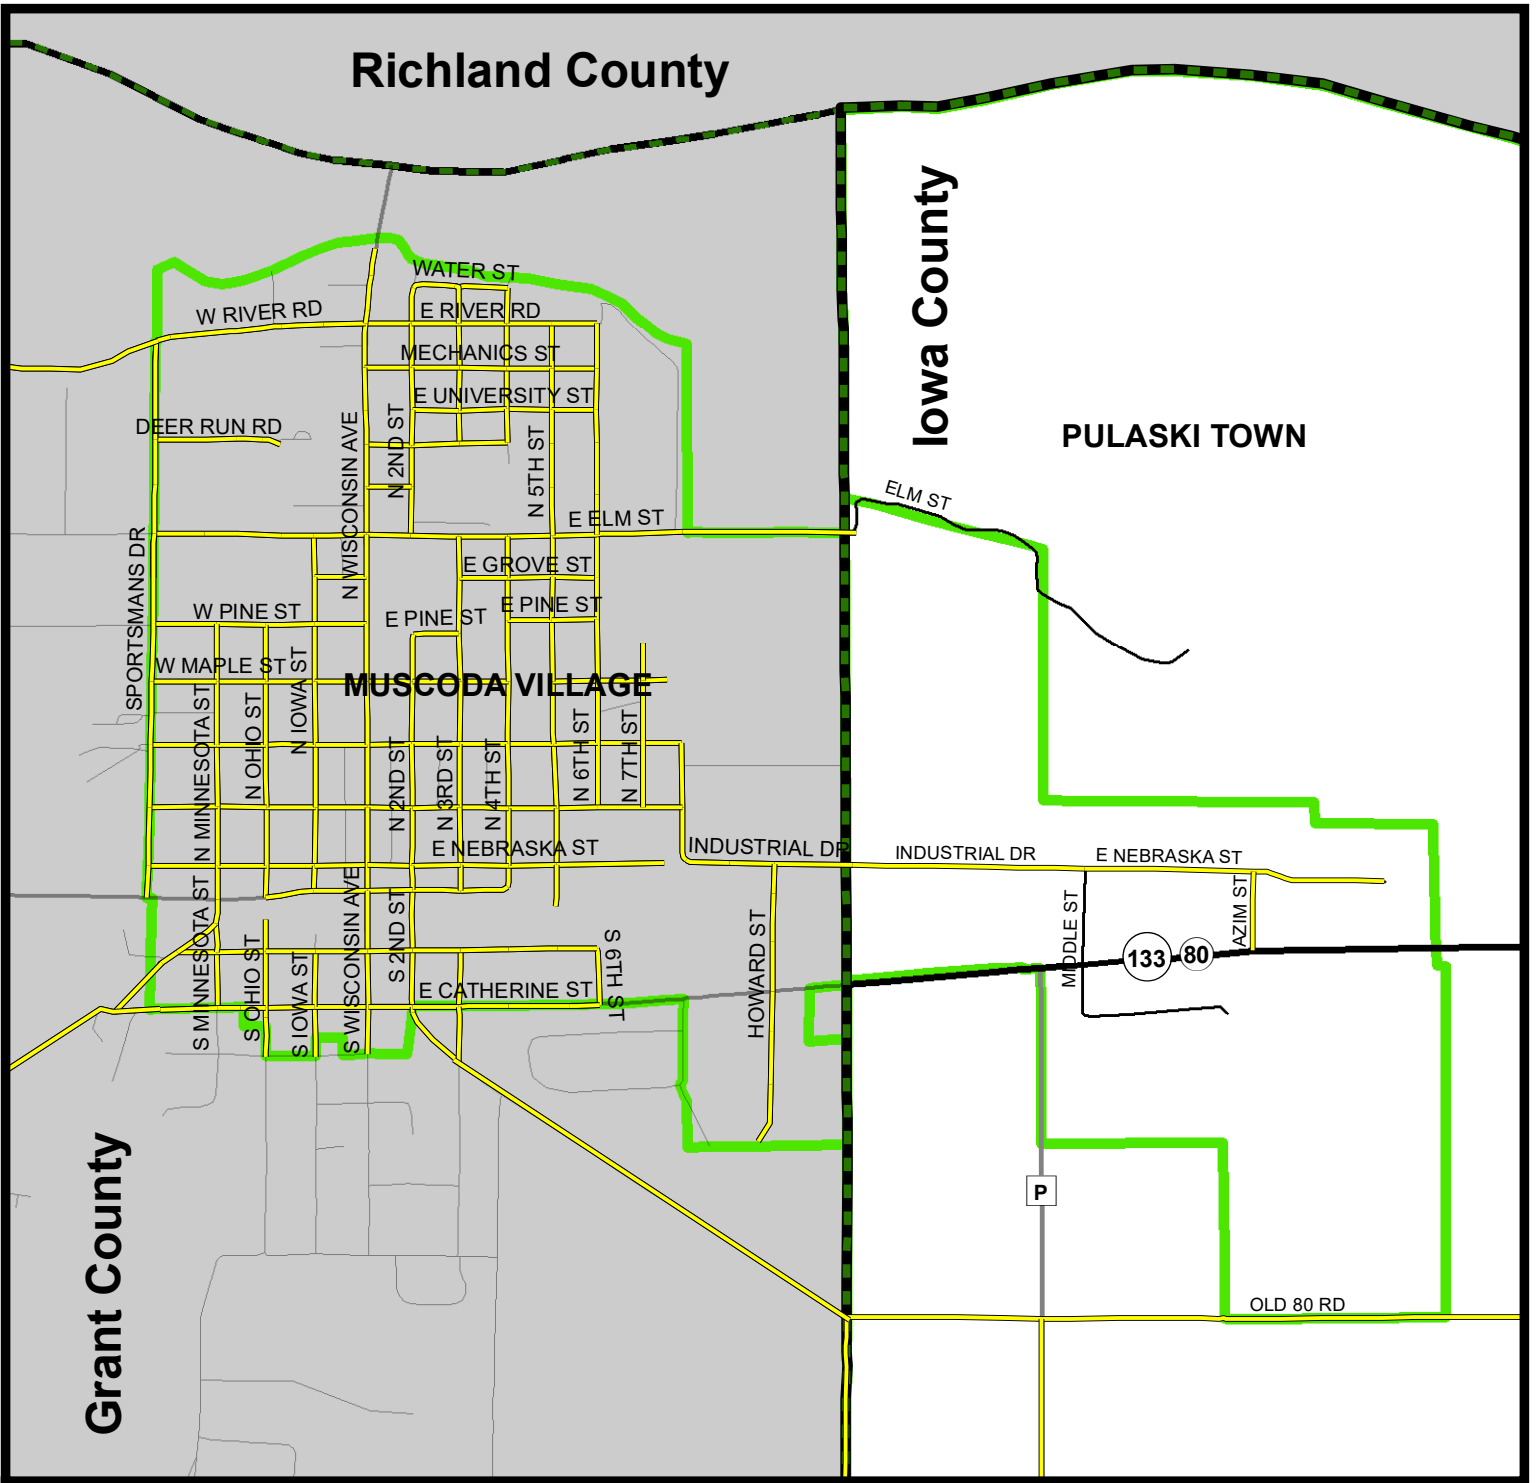 Richland County
Iowa County
WATER ST
W RIVER RD
E RIVER RD
MECHANICS ST
E UNIVERSITY ST
DEER RUN RD
N WISCONSIN AVE
N 2ND ST
N 5TH ST
PULASKI TOWN
ELM ST
E ELM ST
SPORTSMANS DR
E GROVE ST
W PINE ST
E PINE ST
E PINE ST
W MAPLE ST
N IOWA ST
MUSCODA VILLAGE
N MINNESOTA ST
N OHIO ST
N 2ND ST
N 3RD ST
N 4TH ST
N 6TH ST
N 7TH ST
E NEBRASKA ST
INDUSTRIAL DR
INDUSTRIAL DR
E NEBRASKA ST
S MINNESOTA ST
S OHIO ST
S IOWA ST
S WISCONSIN AVE
S 2ND ST
S 6TH ST
HOWARD ST
MIDDLE ST
AZIM ST
133
80
E CATHERINE ST
P
Grant County
OLD 80 RD